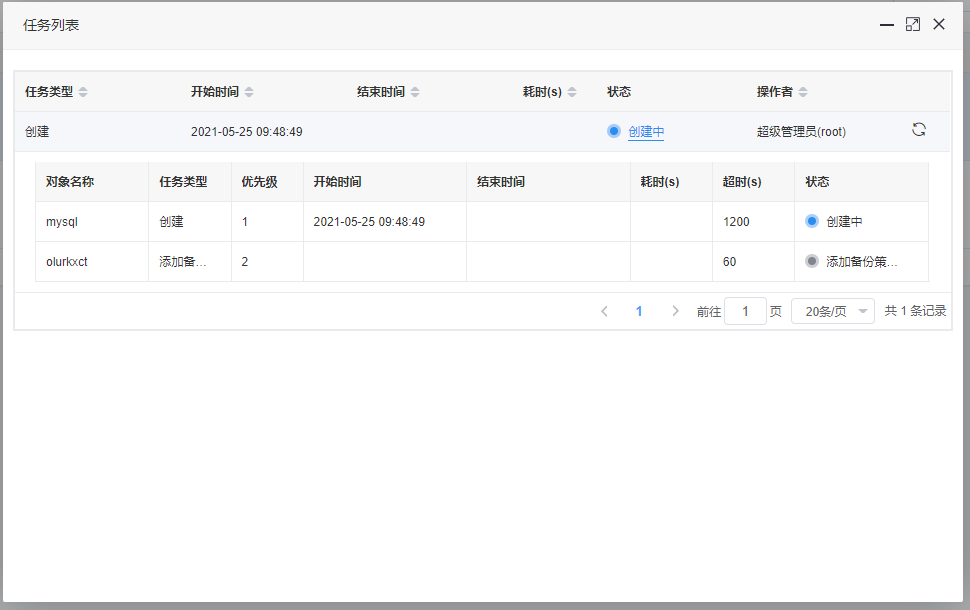 任务列表
任务类型 开始时间 结束时间 耗时(s) 状态 操作者
创建 2021-05-25 09:48:49 创建中 超级管理员(root)
对象名称 任务类型 优先级 开始时间 结束时间 耗时(s) 超时(s) 状态
mysql 创建 1 2021-05-25 09:48:49 1200 创建中
olurkxct 添加备... 2 60 添加备份策...
1 前往 1 页 20条/页 共 1 条记录